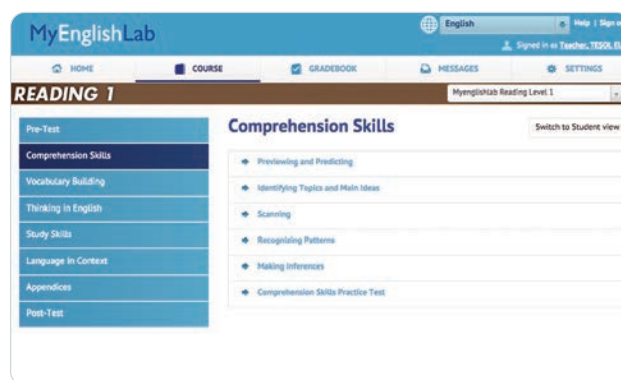 MyEnglishLab
English
Help | Sign o
Signed in as Teacher, TESOL EL
HOME
COURSE
GRADEBOOK
MESSAGES
SETTINGS
READING 1
Myenglishlab Reading Level 1
Pre-Test
Comprehension Skills
Vocabulary Building
Thinking in English
Study Skills
Language in Context
Appendices
Post-Test
Comprehension Skills
Switch to Student view
Previewing and Predicting
Identifying Topics and Main Ideas
Scanning
Recognizing Patterns
Making Inferences
Comprehension Skills Practice Test